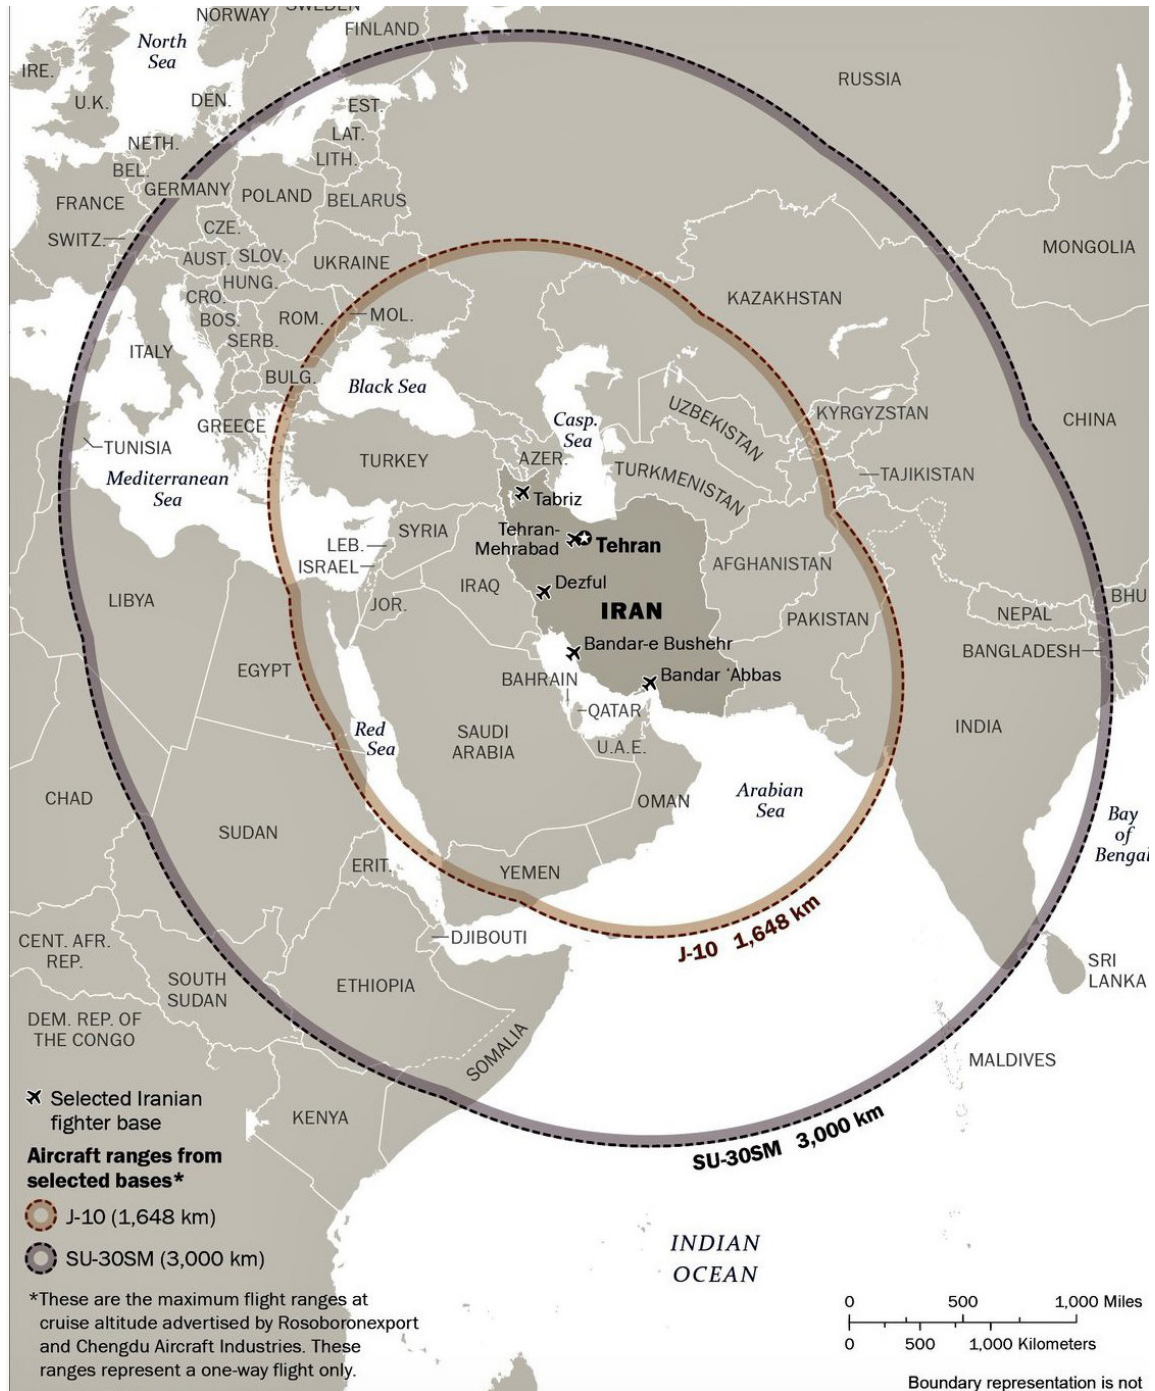 SWEDEN
NORWAY
FINLAND
North
Sea
IRE.
RUSSIA
U.K.
DEN.
EST.
LAT.
NETH.
LITH.
BEL.
GERMANY
POLAND
BELARUS
FRANCE
CZE.
SWITZ.
MONGOLIA
AUST.
SLOV.
UKRAINE
HUNG.
CRO.
KAZAKHSTAN
BOS.
ROM.
MOL.
SERB.
ITALY
BULG.
Black Sea
UZBEKISTAN
KYRGYZSTAN
GREECE
Casp.
Sea
CHINA
TUNISIA
TURKEY
AZER.
TURKMENISTAN
TAJIKISTAN
Mediterranean
Sea
Tabriz
SYRIA
Tehran-
Mehrabad
Tehran
LEB.
ISRAEL
AFGHANISTAN
IRAQ
Dezful
LIBYA
JOR.
IRAN
PAKISTAN
NEPAL
BHU
EGYPT
Bandar-e Bushehr
BANGLADESH
BAHRAIN
Bandar ‘Abbas
QATAR
Red
Sea
SAUDI
ARABIA
U.A.E.
INDIA
CHAD
OMAN
Arabian
Sea
SUDAN
Bay
of
Bengal
ERIT.
YEMEN
DJIBOUTI
J-10 1,648 km
CENT. AFR.
REP.
SOUTH
SUDAN
ETHIOPIA
SRI
LANKA
DEM. REP. OF
THE CONGO
SOMALIA
MALDIVES
KENYA
SU-30SM 3,000 km
Selected Iranian
fighter base
Aircraft ranges from
selected bases*
J-10 (1,648 km)
SU-30SM (3,000 km)
*These are the maximum flight ranges at
cruise altitude advertised by Rosoboronexport
and Chengdu Aircraft Industries. These
ranges represent a one-way flight only.
INDIAN
OCEAN
0 500 1,000 Miles
0 500 1,000 Kilometers
Boundary representation is not